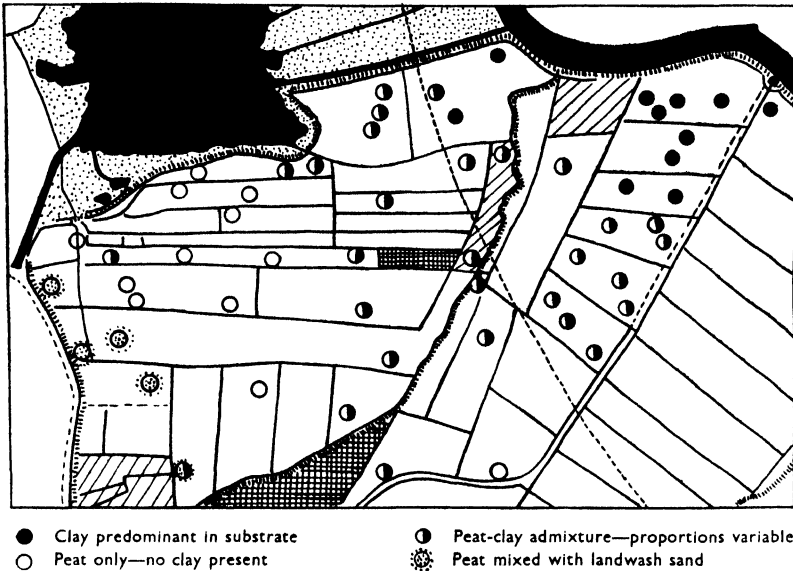 Clay predominant in substrate
Peat only—no clay present
Peat-clay admixture—proportions variable
Peat mixed with landwash sand